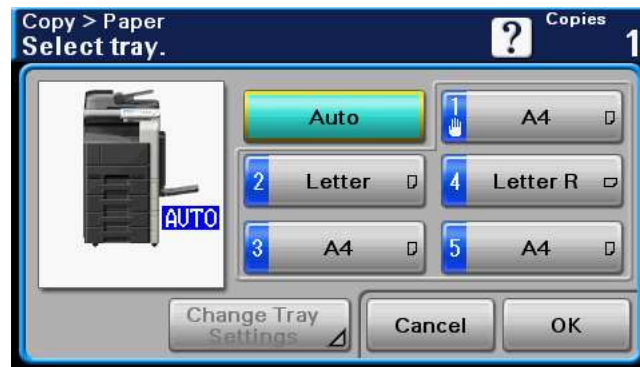 Copy > Paper
Select tray.
? Copies 1
Auto
1 A4
2 Letter
4 Letter R
AUTO
3 A4
5 A4
Change Tray
Settings
Cancel
OK